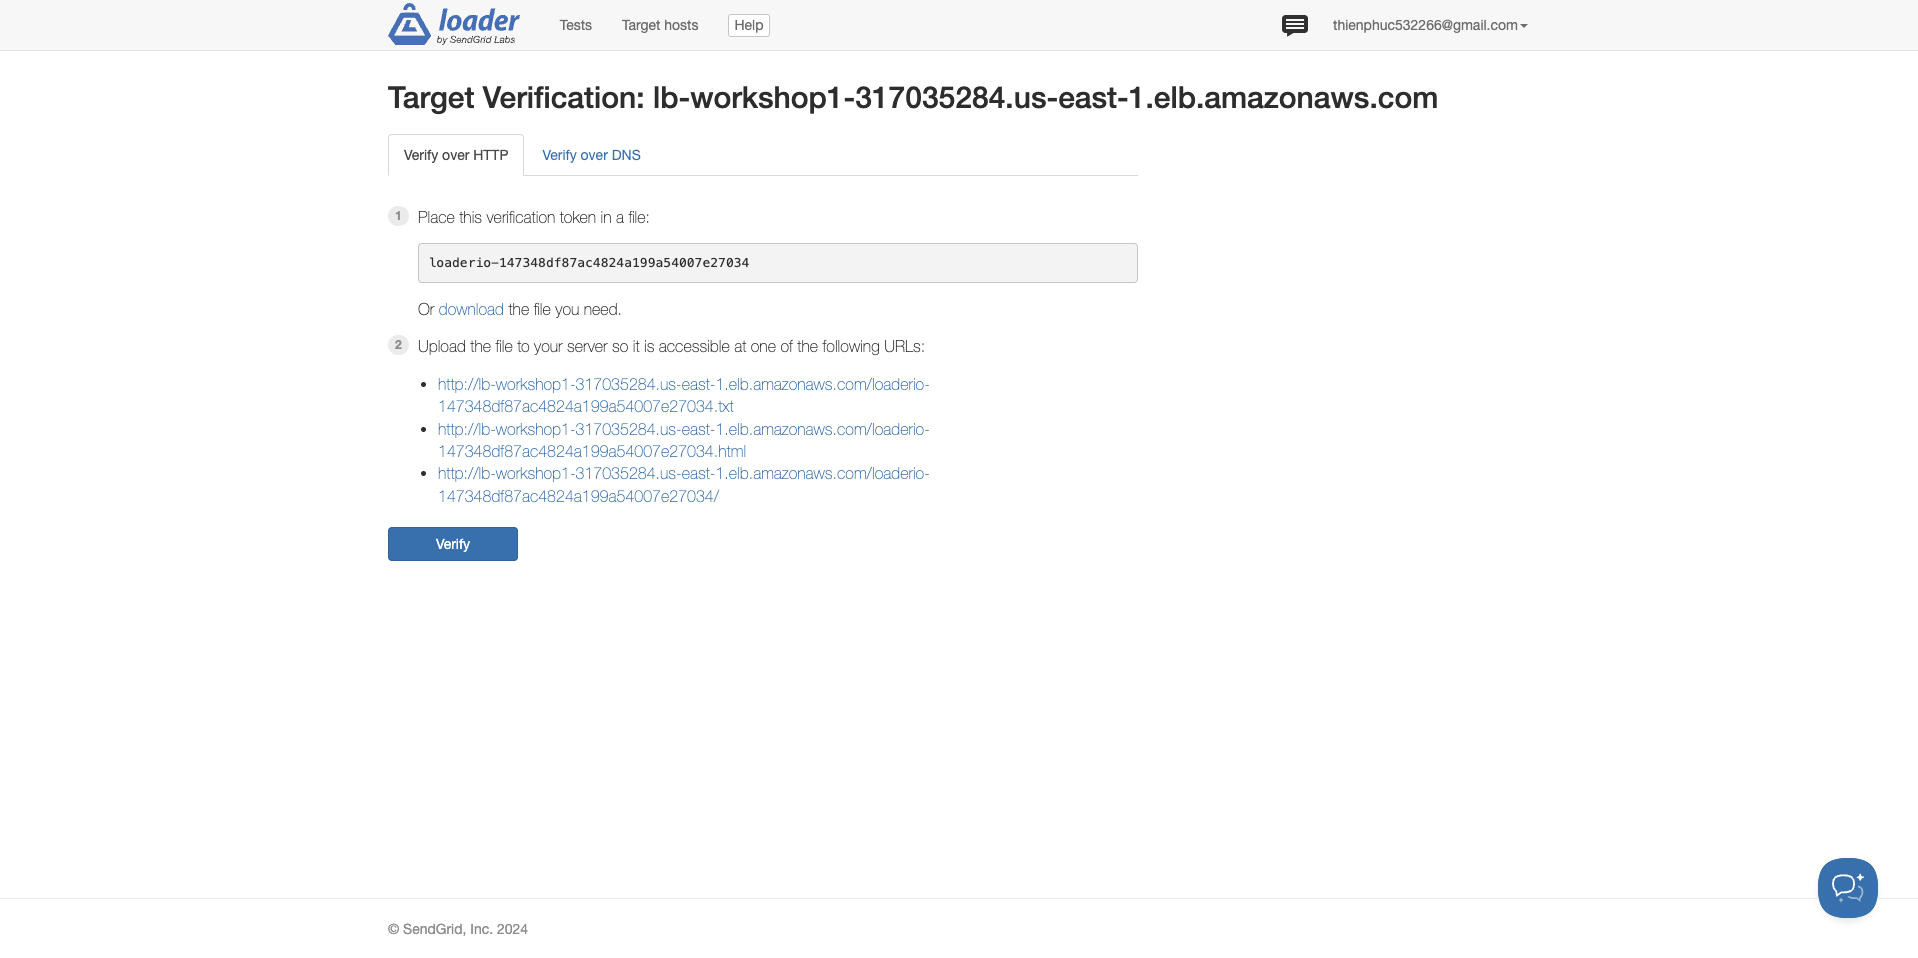 loader
by SendGrid Labs
Tests
Target hosts
Help
thienphuc532266@gmail.com
Target Verification: lb-workshop1-317035284.us-east-1.elb.amazonaws.com
Verify over HTTP
Verify over DNS
1 Place this verification token in a file:
loaderio-147348df87ac4824a199a54007e27034
Or download the file you need.
2 Upload the file to your server so it is accessible at one of the following URLs:
• http://lb-workshop1-317035284.us-east-1.elb.amazonaws.com/loaderio-
147348df87ac4824a199a54007e27034.txt
• http://lb-workshop1-317035284.us-east-1.elb.amazonaws.com/loaderio-
147348df87ac4824a199a54007e27034.html
• http://lb-workshop1-317035284.us-east-1.elb.amazonaws.com/loaderio-
147348df87ac4824a199a54007e27034/
Verify
© SendGrid, Inc. 2024